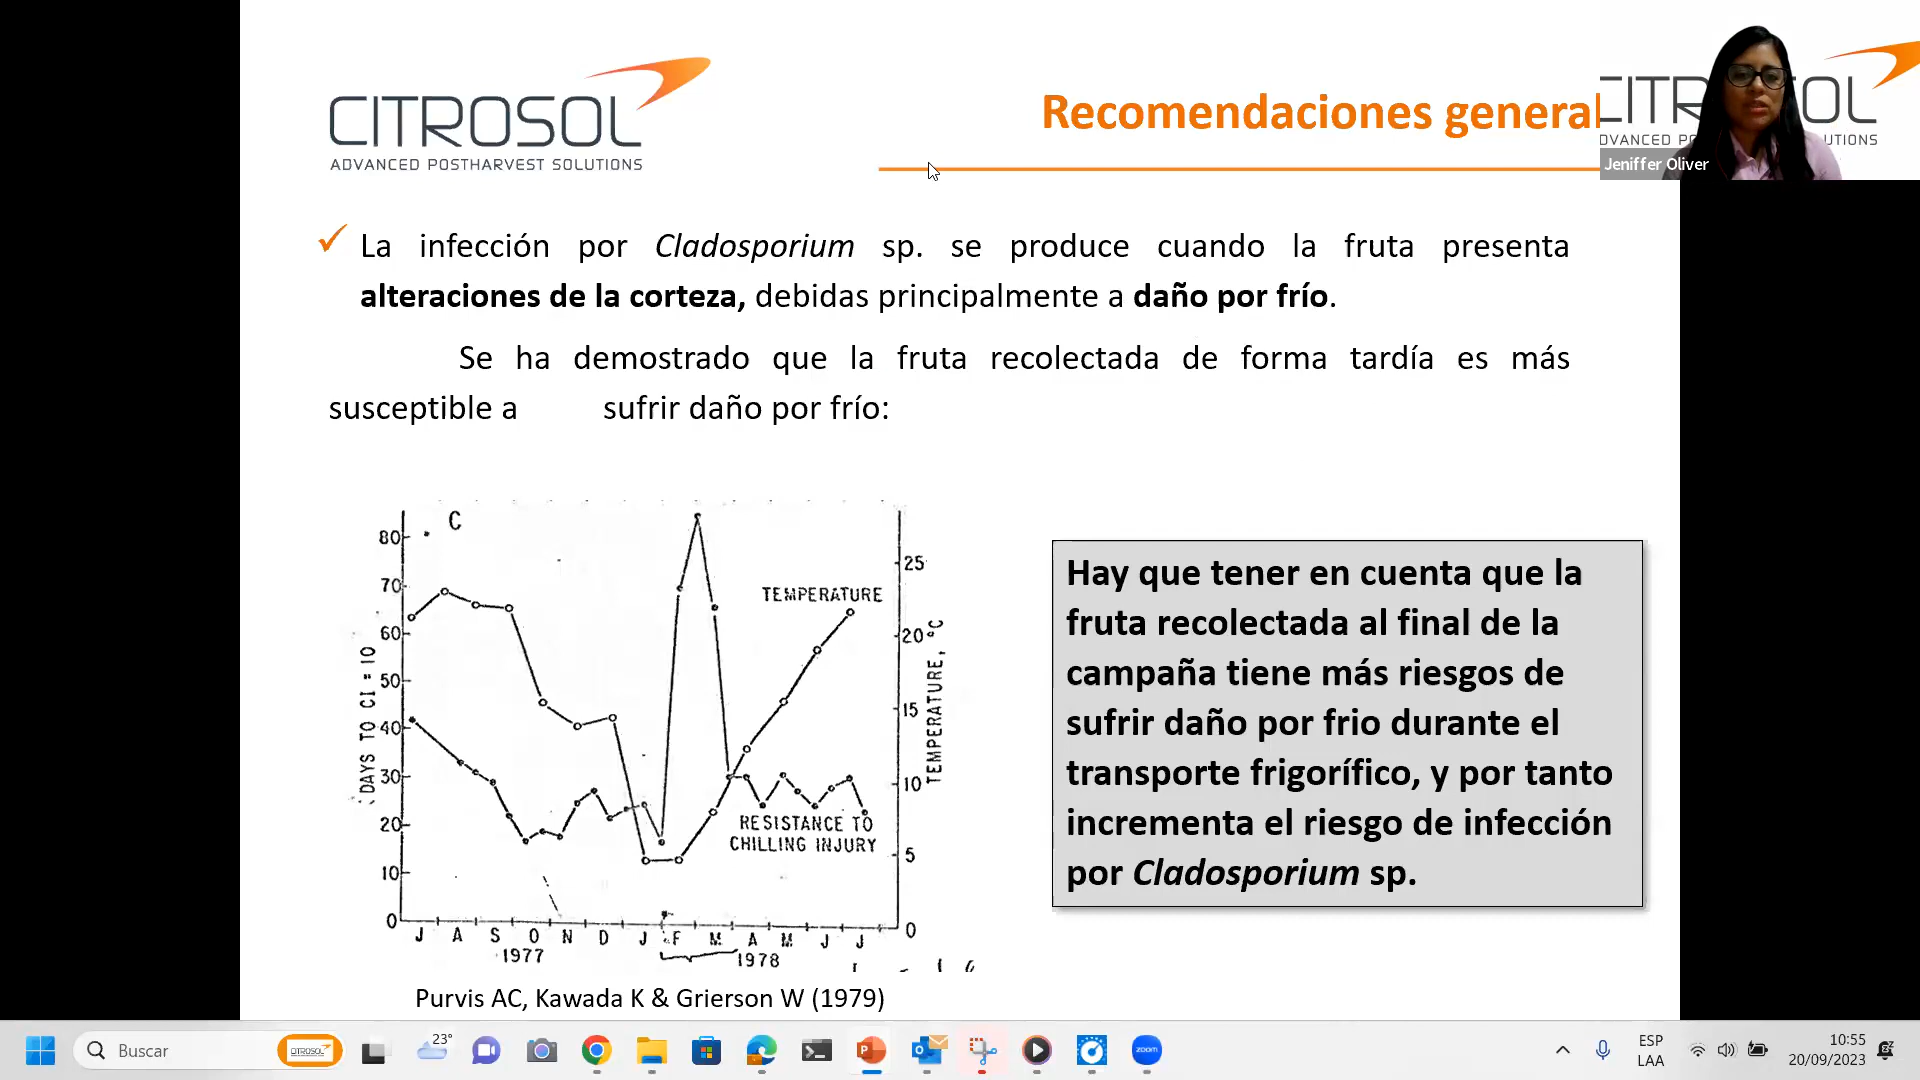 CITROSOL
ADVANCED POSTHARVEST SOLUTIONS
Recomendaciones general
CITR OL
ADVANCED P UTIONS
Jeniffer Oliver
La infección por Cladosporium sp. se produce cuando la fruta presenta
alteraciones de la corteza, debidas principalmente a daño por frío.
Se ha demostrado que la fruta recolectada de forma tardía es más
susceptible a sufrir daño por frío:
C
80
70
60
50
40
30
20
10
0
DAYS TO CI = 10
25
20
15
10
5
0
TEMPERATURE, °C
TEMPERATURE
RESISTANCE TO
CHILLING INJURY
J A S O N D J F M A M J J
1977
1978
Purvis AC, Kawada K & Grierson W (1979)
Hay que tener en cuenta que la
fruta recolectada al final de la
campaña tiene más riesgos de
sufrir daño por frio durante el
transporte frigorífico, y por tanto
incrementa el riesgo de infección
por Cladosporium sp.
Buscar
CITROSOL
23°
zoom
ESP
LAA
10:55
20/09/2023